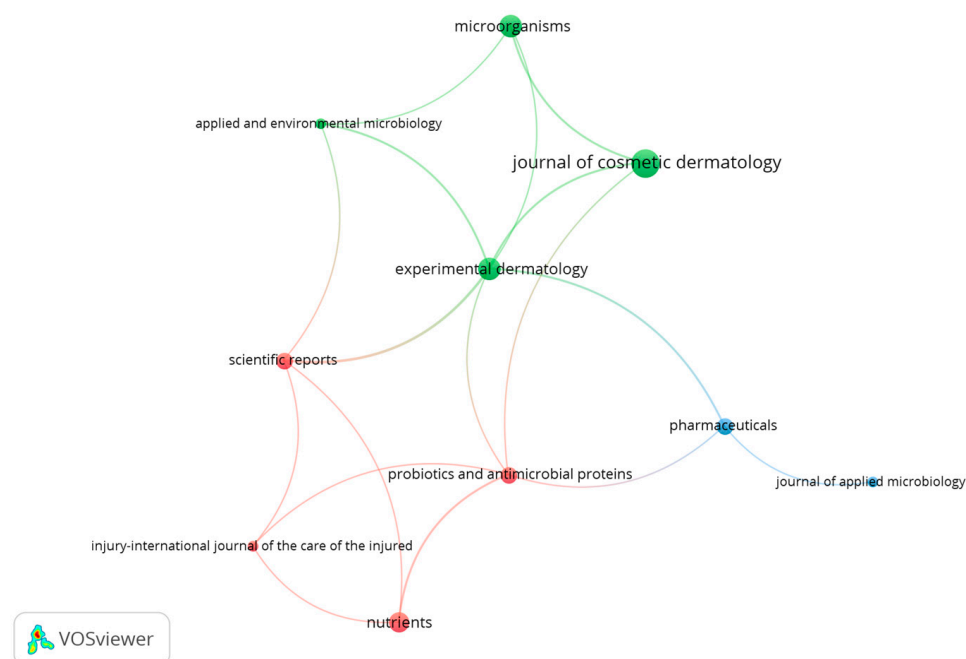 microorganisms
applied and environmental microbiology
journal of cosmetic dermatology
experimental dermatology
scientific reports
pharmaceuticals
probiotics and antimicrobial proteins
journal of applied microbiology
injury-international journal of the care of the injured
nutrients
VOSviewer